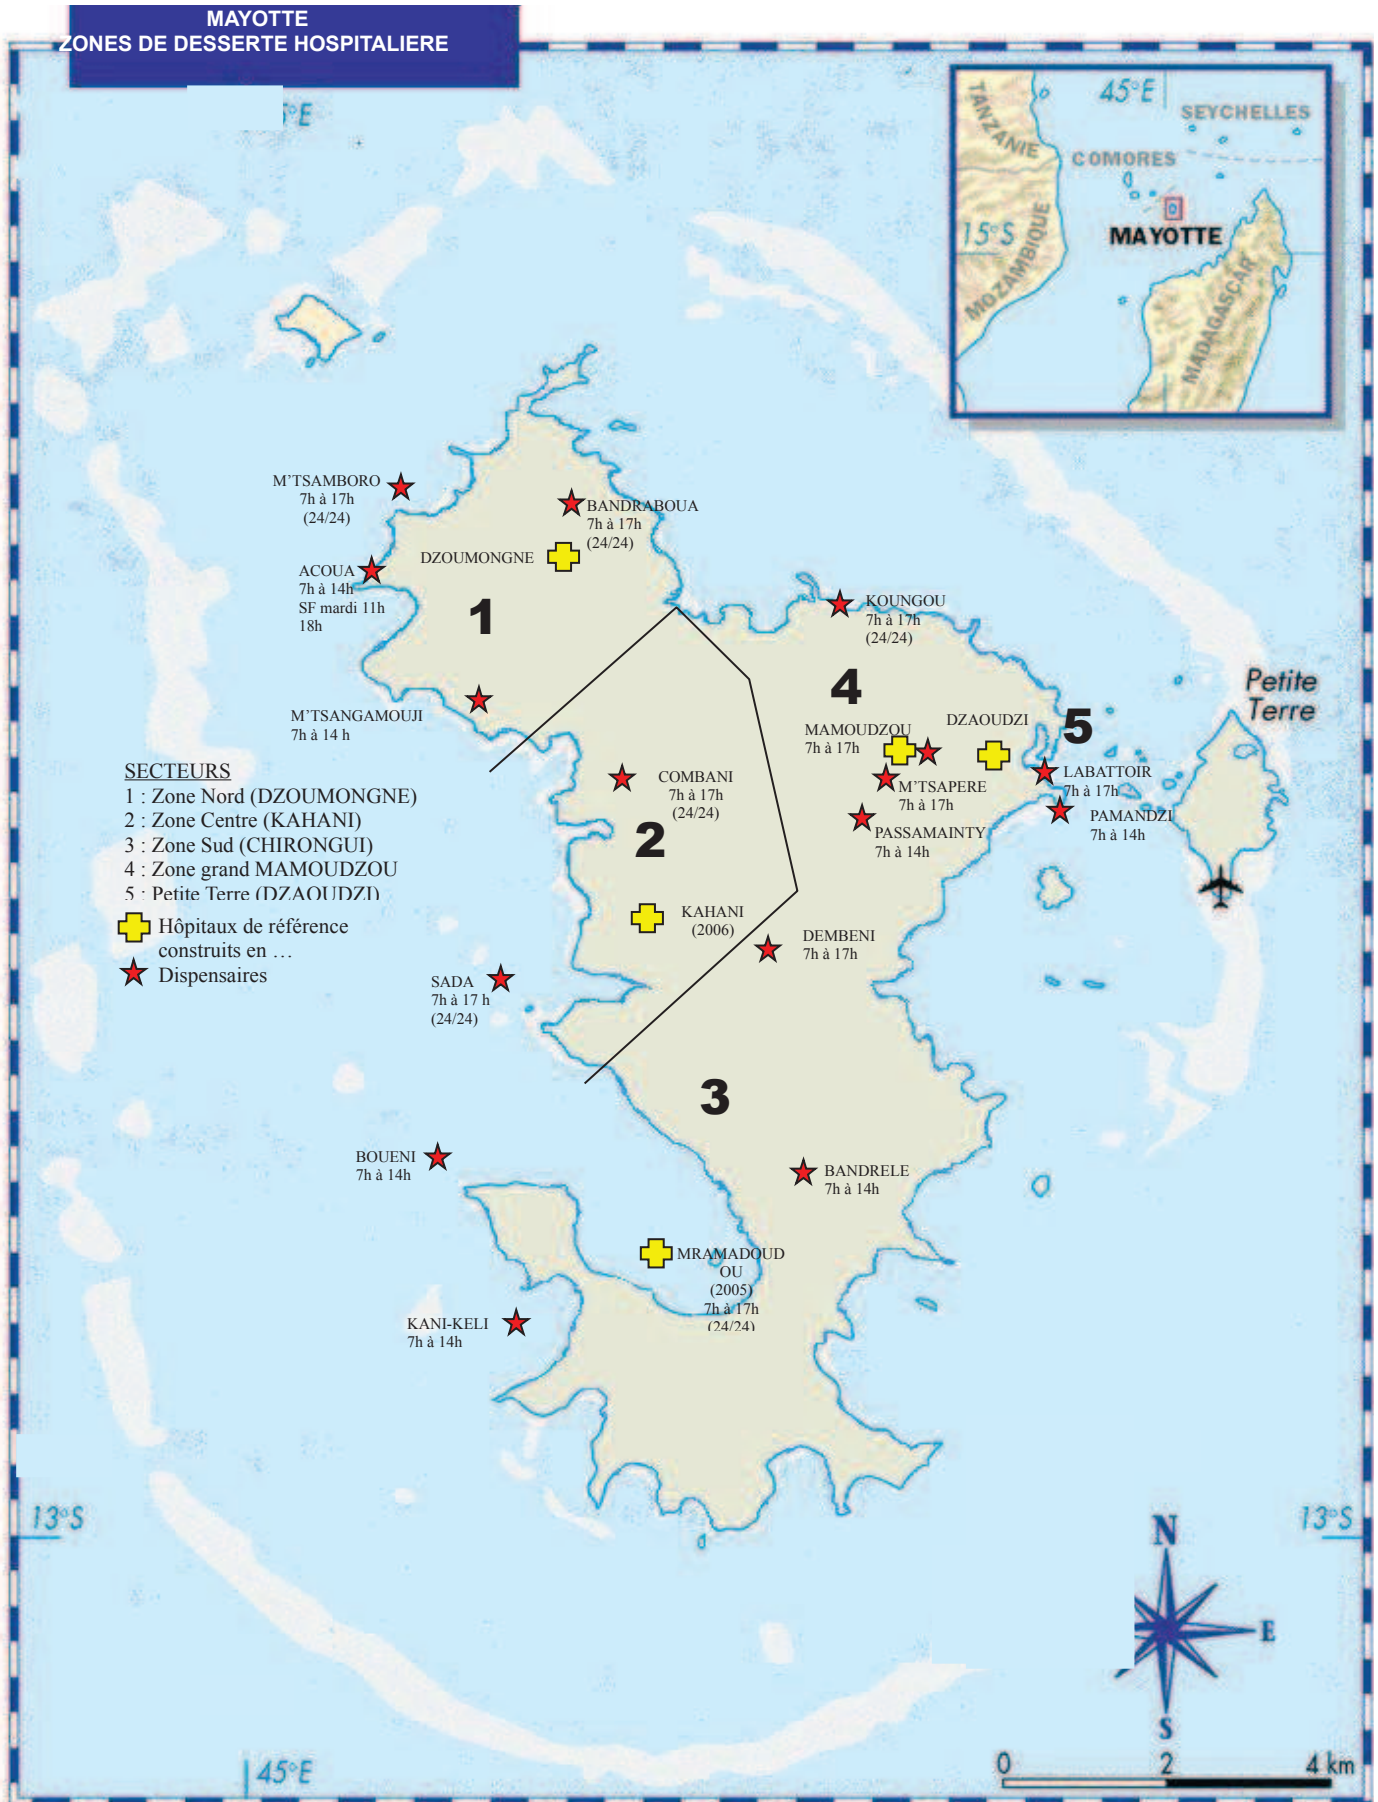 MAYOTTE
ZONES DE DESSERTE HOSPITALIERE
°E
45°E
TANZANIE
SEYCHELLES
COMORES
15°S
MAYOTTE
MOZAMBIQUE
MADAGASCAR
M'TSAMBORO
7h à 17h
(24/24)
BANDRABOUA
7h à 17h
(24/24)
DZOUMONGNE
ACOUA
7h à 14h
SF mardi 11h
18h
1
KOUNGOU
7h à 17h
(24/24)
4
Petite
Terre
M'TSANGAMOUJI
7h à 14 h
MAMOUDZOU
7h à 17h
DZAOUDZI
5
LABATTOIR
7h à 17h
M'TSAPERE
7h à 17h
PAMANDZI
7h à 14h
PASSAMAINTY
7h à 14h
COMBANI
7h à 17h
(24/24)
2
SECTEURS
1 : Zone Nord (DZOUMONGNE)
2 : Zone Centre (KAHANI)
3 : Zone Sud (CHIRONGUI)
4 : Zone grand MAMOUDZOU
5 : Petite Terre (DZAOUDZI)
Hôpitaux de référence
construits en …
Dispensaires
KAHANI
(2006)
DEMBENI
7h à 17h
SADA
7h à 17 h
(24/24)
3
BOUENI
7h à 14h
BANDRELE
7h à 14h
MRAMADOUD
OU
(2005)
7h à 17h
(24/24)
KANI-KELI
7h à 14h
13°S
13°S
N
E
S
45°E
0 2 4 km